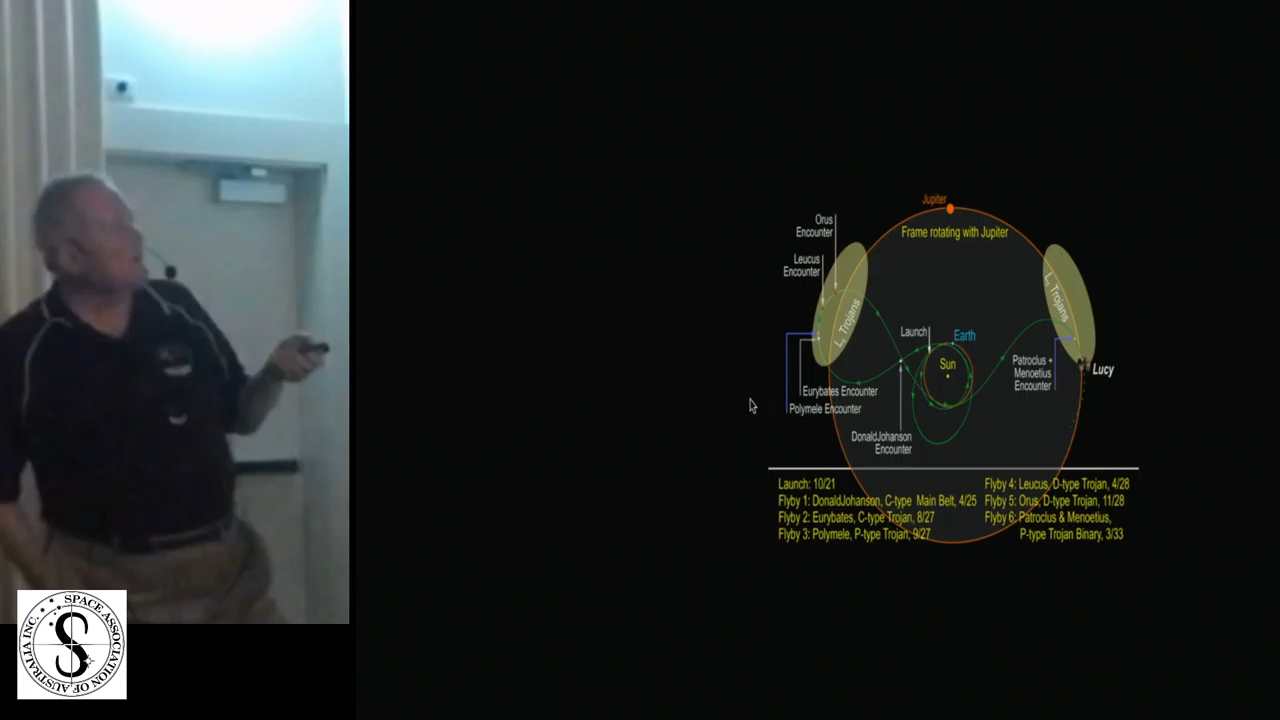 Jupiter
Frame rotating with Jupiter
Orus
Encounter
Leucus
Encounter
L4 Trojans
L5 Trojans
Launch
Earth
Sun
Patroclus +
Menoetius
Encounter
Lucy
Eurybates Encounter
Polymele Encounter
DonaldJohanson
Encounter
Launch: 10/21
Flyby 1: DonaldJohanson, C-type Main Belt, 4/25
Flyby 2: Eurybates, C-type Trojan, 8/27
Flyby 3: Polymele, P-type Trojan, 9/27
Flyby 4: Leucus, D-type Trojan, 4/28
Flyby 5: Orus, D-type Trojan, 11/28
Flyby 6: Patroclus & Menoetius,
P-type Trojan Binary, 3/33
SPACE ASSOCIATION OF AUSTRALIA INC.
S